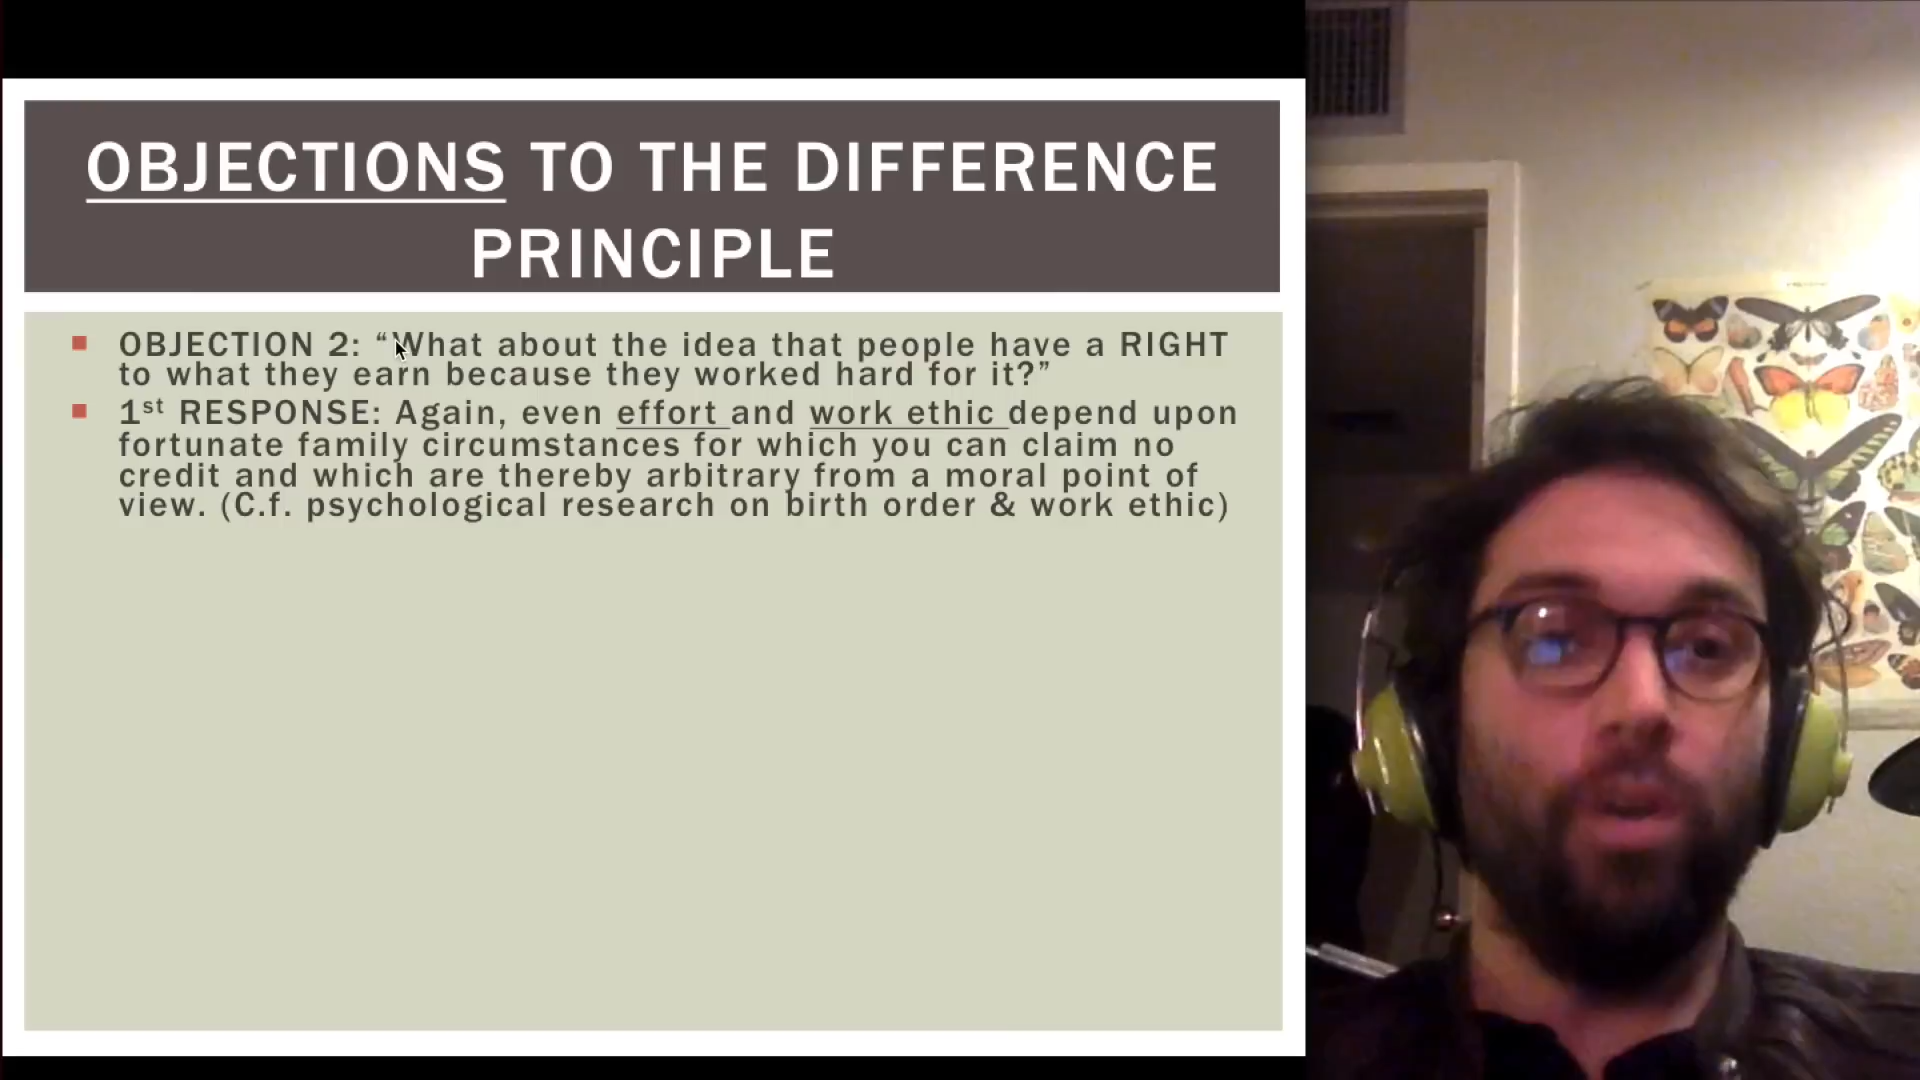 OBJECTIONS TO THE DIFFERENCE
PRINCIPLE
OBJECTION 2: “What about the idea that people have a RIGHT
to what they earn because they worked hard for it?”
1st RESPONSE: Again, even effort and work ethic depend upon
fortunate family circumstances for which you can claim no
credit and which are thereby arbitrary from a moral point of
view. (C.f. psychological research on birth order & work ethic)